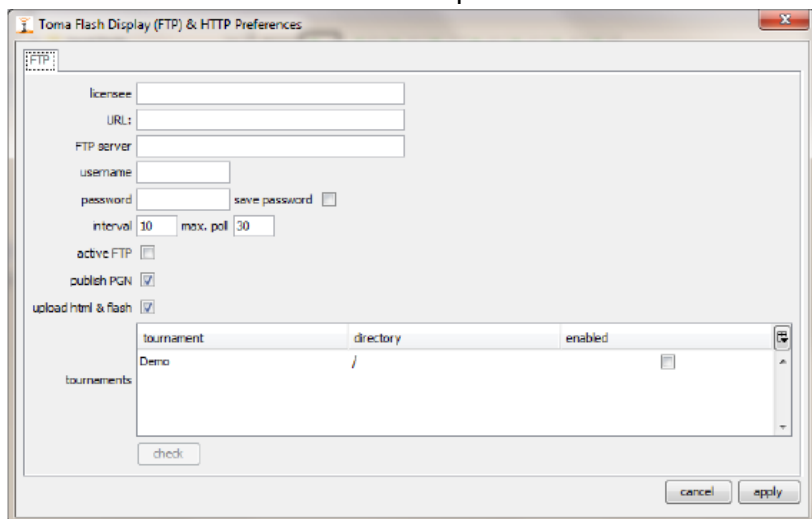 Toma Flash Display (FTP) & HTTP Preferences
FTP
licensee
URL:
FTP server
username
password save password
interval 10 max. poll 30
active FTP
publish PGN
upload html & flash
tournament directory enabled
Demo /
tournaments
check
cancel apply